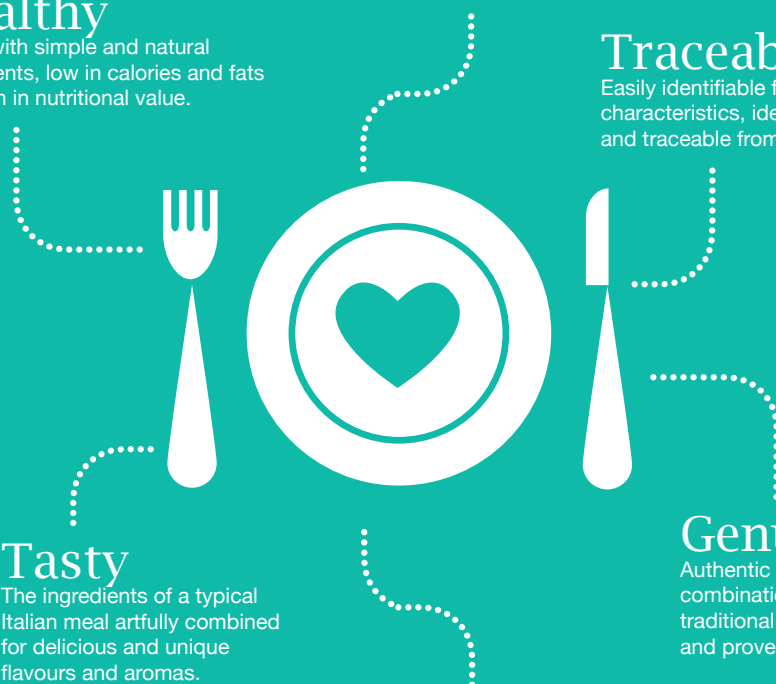 althy
with simple and natural
ents, low in calories and fats
in nutritional value.
Traceab
Easily identifiable f
characteristics, ide
and traceable from
Tasty
The ingredients of a typical
Italian meal artfully combined
for delicious and unique
flavours and aromas.
Genu
Authentic
combinatio
traditional
and prove